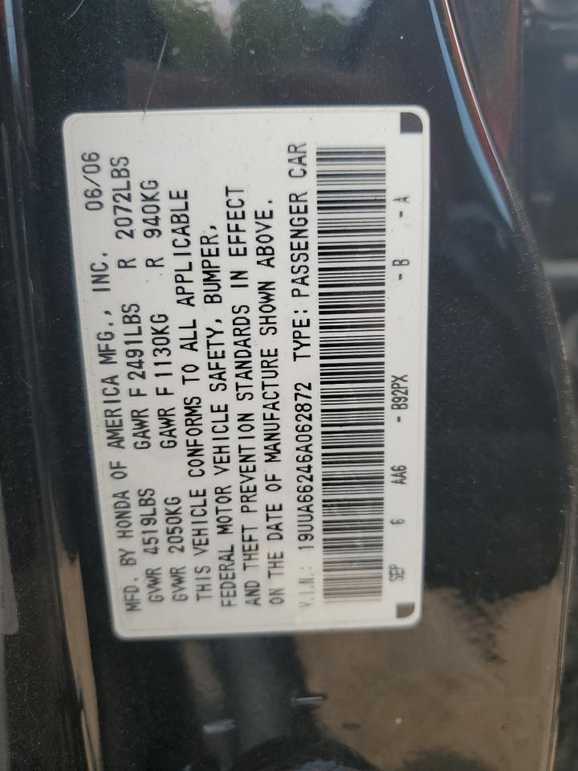 MFD. BY HONDA OF AMERICA MFG., INC. 06/06
GVWR 4519LBS GAWR F 2491LBS R 2072LBS
GVWR 2050KG GAWR F 1130KG R 940KG
THIS VEHICLE CONFORMS TO ALL APPLICABLE
FEDERAL MOTOR VEHICLE SAFETY, BUMPER,
AND THEFT PREVENTION STANDARDS IN EFFECT
ON THE DATE OF MANUFACTURE SHOWN ABOVE.
V.I.N.: 19UUA66246A062872 TYPE: PASSENGER CAR
SEP 6 AA6 - B92PX - B - A